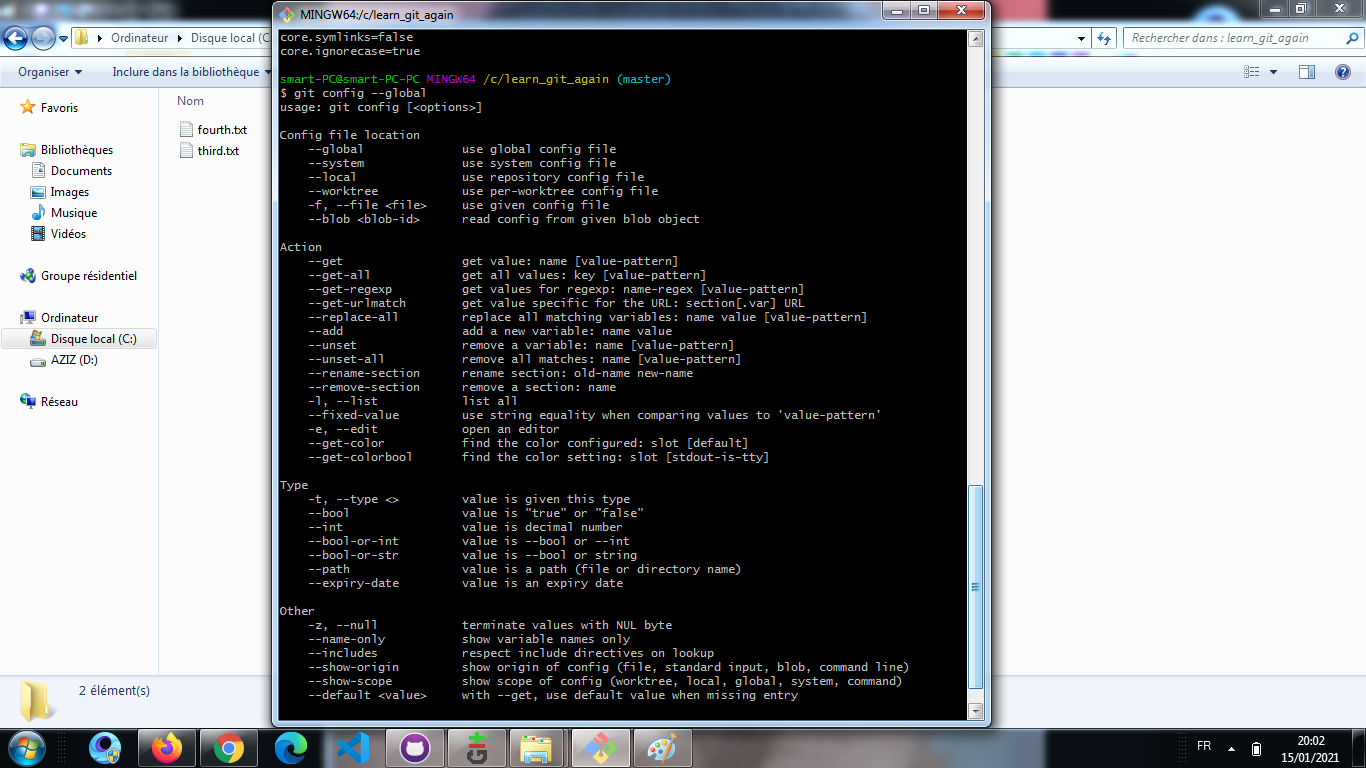 MINGW64:/c/learn_git_again
Ordinateur
Disque local (C
Rechercher dans : learn_git_again
Organiser
Inclure dans la bibliothèque
Favoris
Bibliothèques
Documents
Images
Musique
Vidéos
Groupe résidentiel
Ordinateur
Disque local (C:)
AZIZ (D:)
Réseau
Nom
fourth.txt
third.txt
2 élément(s)
core.symlinks=false
core.ignorecase=true
smart-PC@smart-PC-PC MINGW64 /c/learn_git_again (master)
$ git config --global
usage: git config [<options>]
Config file location
--global use global config file
--system use system config file
--local use repository config file
--worktree use per-worktree config file
-f, --file <file> use given config file
--blob <blob-id> read config from given blob object
Action
--get get value: name [value-pattern]
--get-all get all values: key [value-pattern]
--get-regexp get values for regexp: name-regex [value-pattern]
--get-urlmatch get value specific for the URL: section[.var] URL
--replace-all replace all matching variables: name value [value-pattern]
--add add a new variable: name value
--unset remove a variable: name [value-pattern]
--unset-all remove all matches: name [value-pattern]
--rename-section rename section: old-name new-name
--remove-section remove a section: name
-l, --list list all
--fixed-value use string equality when comparing values to 'value-pattern'
-e, --edit open an editor
--get-color find the color configured: slot [default]
--get-colorbool find the color setting: slot [stdout-is-tty]
Type
-t, --type <> value is given this type
--bool value is "true" or "false"
--int value is decimal number
--bool-or-int value is --bool or --int
--bool-or-str value is --bool or string
--path value is a path (file or directory name)
--expiry-date value is an expiry date
Other
-z, --null terminate values with NUL byte
--name-only show variable names only
--includes respect include directives on lookup
--show-origin show origin of config (file, standard input, blob, command line)
--show-scope show scope of config (worktree, local, global, system, command)
--default <value> with --get, use default value when missing entry
FR
20:02
15/01/2021